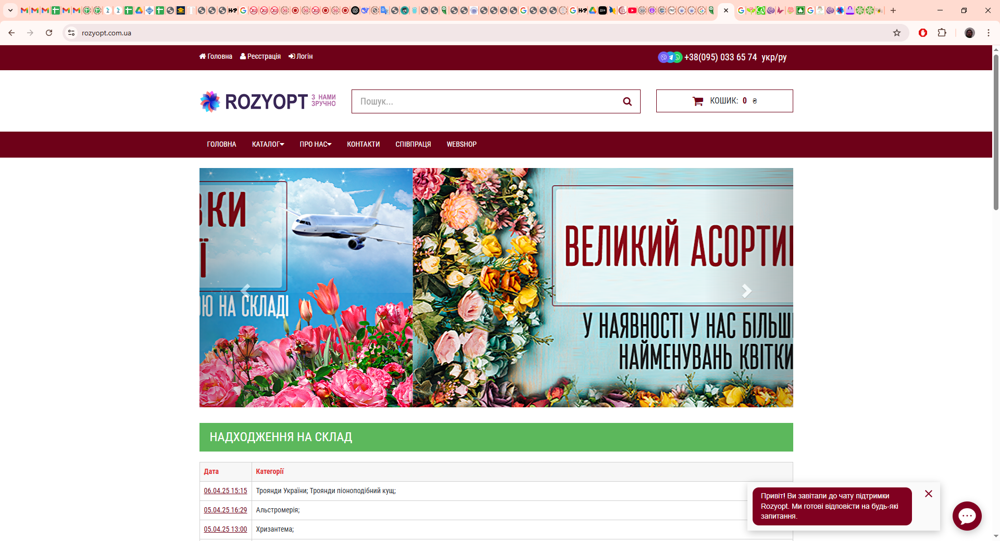 rozyopt.com.ua
Головна Реєстрація Логін
+38(095) 033 65 74 укр/ру
ROZYOPT З НАМИ ЗРУЧНО
Пошук...
КОШИК: 0 ₴
ГОЛОВНА КАТАЛОГ ПРО НАС КОНТАКТИ СПІВПРАЦЯ WEBSHOP
ВЕЛИКИЙ
У НАЯВНОСТІ У НАС
НАЙМЕНУВАНЬ КВІТКИ
НА СКЛАДІ
НАДХОДЖЕННЯ НА СКЛАД
Дата Категорії
06.04.25 15:15 Троянди України; Троянди піоноподібний кущ;
05.04.25 16:29 Альстромерія;
05.04.25 13:00 Хризантема;
Привіт! Ви завітали до чату підтримки
Rozyopt. Ми готові відповісти на будь-які
запитання.